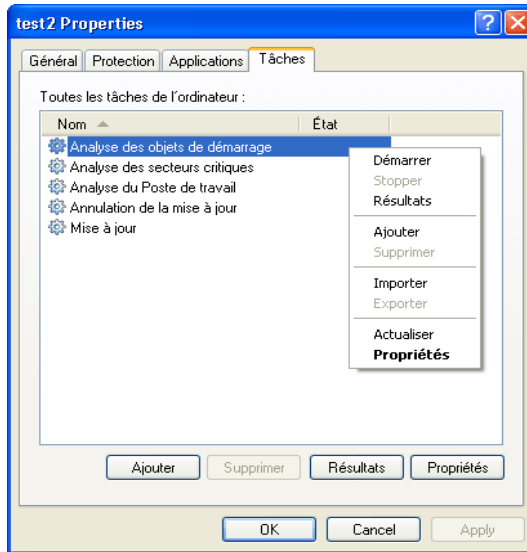 test2 Properties
Général Protection Applications Tâches
Toutes les tâches de l'ordinateur :
Nom État
Analyse des objets de démarrage
Analyse des secteurs critiques
Analyse du Poste de travail
Annulation de la mise à jour
Mise à jour
Démarrer
Stopper
Résultats
Ajouter
Supprimer
Importer
Exporter
Actualiser
Propriétés
Ajouter Supprimer Résultats Propriétés
OK Cancel Apply